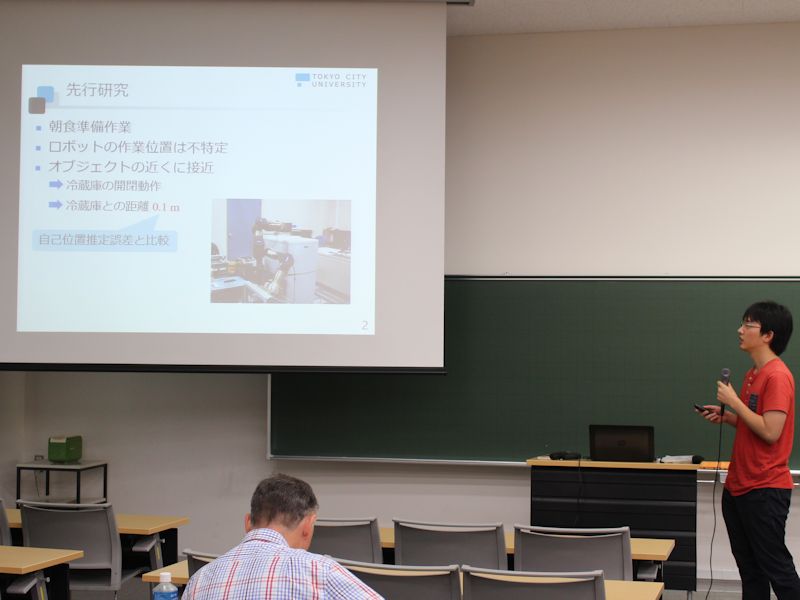 先行研究
TOKYO CITY
UNIVERSITY
朝食準備作業
ロボットの作業位置は不特定
オブジェクトの近くに接近
冷蔵庫の開閉動作
冷蔵庫との距離 0.1 m
自己位置推定誤差と比較
2